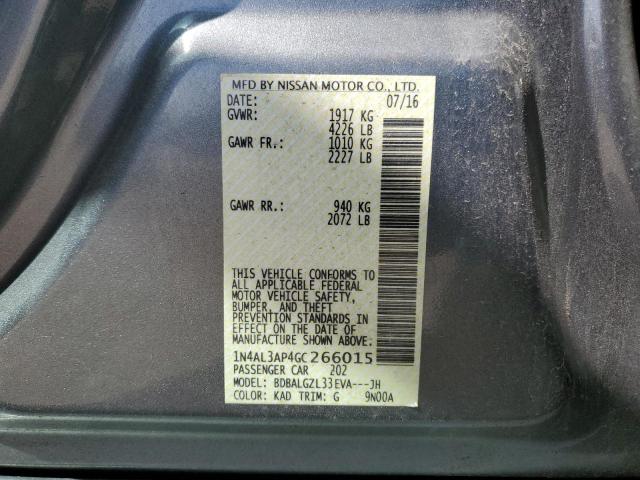 MFD BY NISSAN MOTOR CO., LTD.
DATE: 07/16
GVWR: 1917 KG
4226 LB
GAWR FR.: 1010 KG
2227 LB
GAWR RR.: 940 KG
2072 LB
THIS VEHICLE CONFORMS TO
ALL APPLICABLE FEDERAL
MOTOR VEHICLE SAFETY,
BUMPER, AND THEFT
PREVENTION STANDARDS
IN EFFECT ON THE DATE OF
MANUFACTURE SHOWN ABOVE.
1N4AL3AP4GC266015
PASSENGER CAR 202
MODEL: BDBALGZL33EVA---JH
COLOR: KAD TRIM: G 9N00A